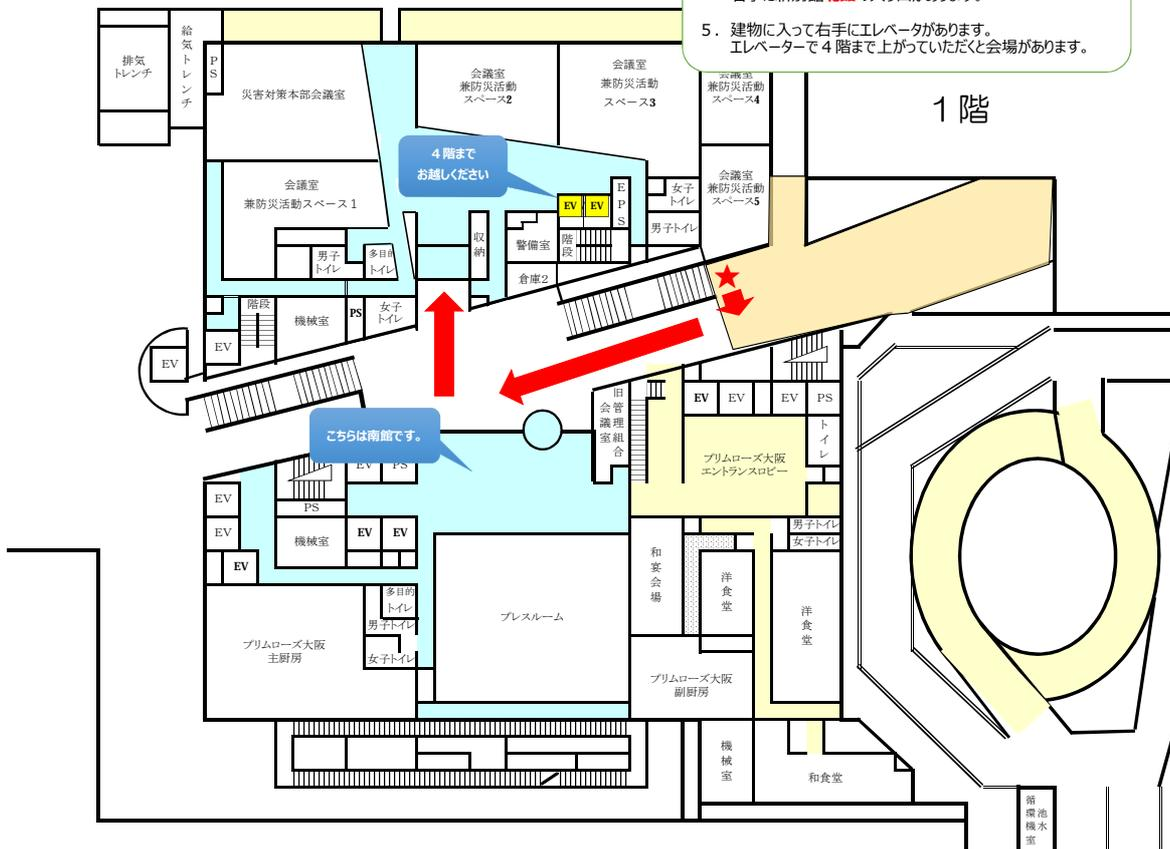 5．建物に入って右手にエレベータがあります。
エレベーターで4階まで上がっていただくと会場があります。
1階
排気
トレンチ
給気トレンチ
PS
災害対策本部会議室
会議室
兼防災活動
スペース2
会議室
兼防災活動
スペース3
会議室
兼防災活動
スペース4
4階まで
お越しください
会議室
兼防災活動スペース1
EV
EV
EPS
女子
トイレ
会議室
兼防災活動
スペース5
男子トイレ
収納
警備室
階段
男子
トイレ
多目的
トイレ
倉庫2
階段
機械室
PS
女子
トイレ
EV
EV
こちらは南館です。
旧管理組合
会議室
EV
EV
EV
PS
トイレ
プリムローズ大阪
エントランスロビー
EV
PS
EV
PS
EV
機械室
EV
EV
EV
男子トイレ
女子トイレ
和宴会場
洋食堂
洋食堂
多目的
トイレ
男子トイレ
女子トイレ
プレスルーム
プリムローズ大阪
主厨房
プリムローズ大阪
副厨房
機械室
和食堂
池水
循環機室